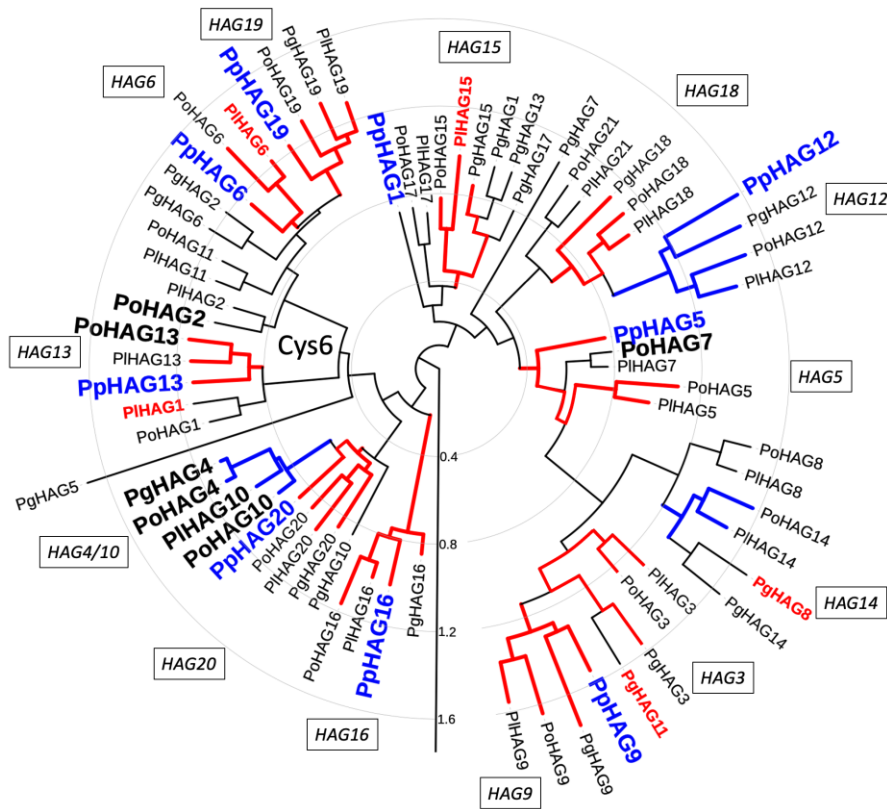 HAG19
HAG15
HAG6
HAG18
HAG12
HAG13
HAG5
HAG4/10
HAG14
HAG20
HAG3
HAG16
HAG9
Cys6
0.4
0.8
1.2
1.6
PgHAG5
PoHAG1
PlHAG1
PpHAG13
PlHAG13
PoHAG13
PoHAG2
PlHAG2
PlHAG11
PoHAG11
PgHAG6
PgHAG2
PpHAG6
PlHAG6
PoHAG6
PpHAG19
PoHAG19
PgHAG19
PlHAG19
PpHAG1
PoHAG17
PlHAG17
PoHAG15
PlHAG15
PgHAG15
PgHAG1
PgHAG13
PgHAG17
PgHAG7
PoHAG21
PlHAG21
PgHAG18
PoHAG18
PlHAG18
PpHAG12
PgHAG12
PoHAG12
PlHAG12
PpHAG5
PoHAG7
PlHAG7
PoHAG5
PlHAG5
PoHAG8
PlHAG8
PoHAG14
PlHAG14
PgHAG8
PgHAG14
PlHAG3
PoHAG3
PgHAG3
PgHAG11
PpHAG9
PgHAG9
PoHAG9
PlHAG9
PgHAG16
PpHAG16
PlHAG16
PoHAG16
PgHAG10
PgHAG20
PlHAG20
PoHAG20
PpHAG20
PoHAG10
PlHAG10
PoHAG4
PgHAG4